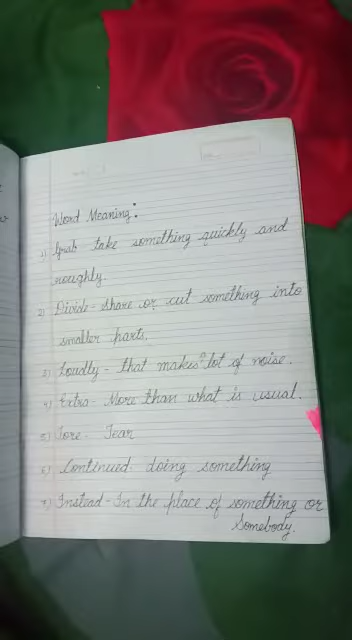 Word Meaning:
1) Grab take something quickly and
roughly.
2) Divide - share or cut something into
smaller parts.
3) Loudly - that makes lot of noise.
4) Extra - More than what is usual.
5) Tore - Tear
6) Continued - doing something
7) Instead - In the place of something or
Somebody.